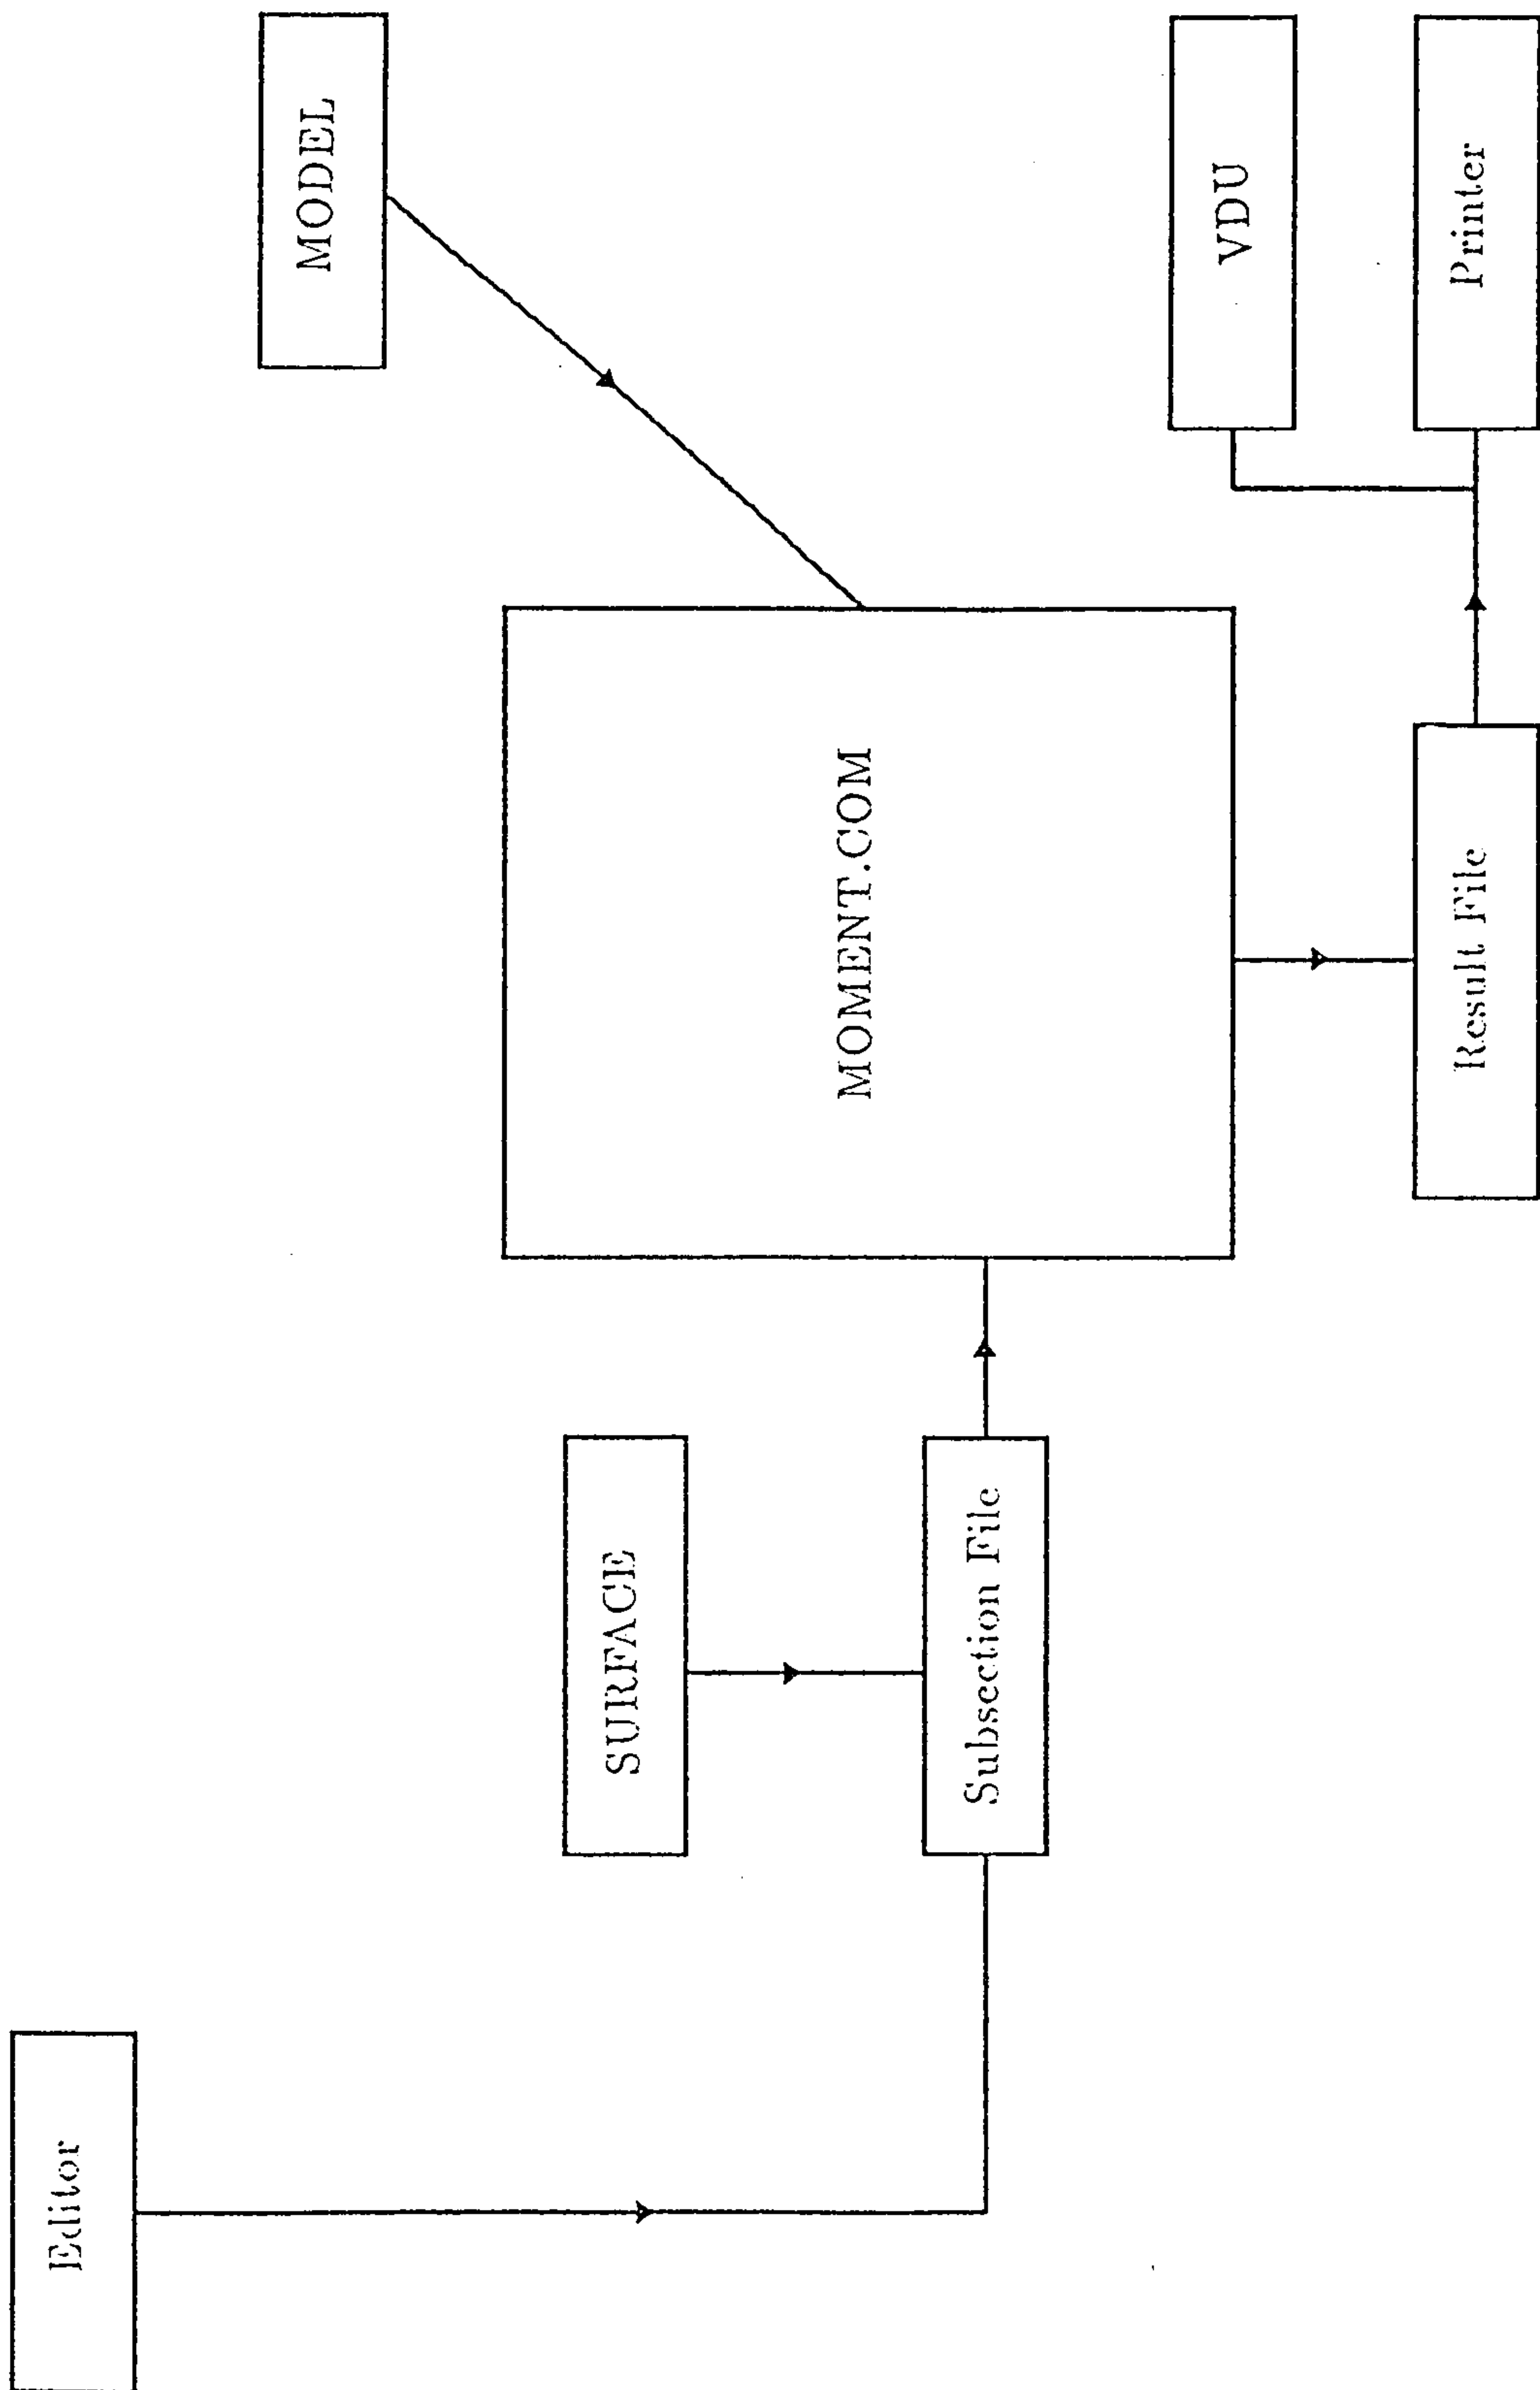 Editor
MODEL
SURFACE
MOMENT.COM
Subsection File
VDU
Result File
Printer